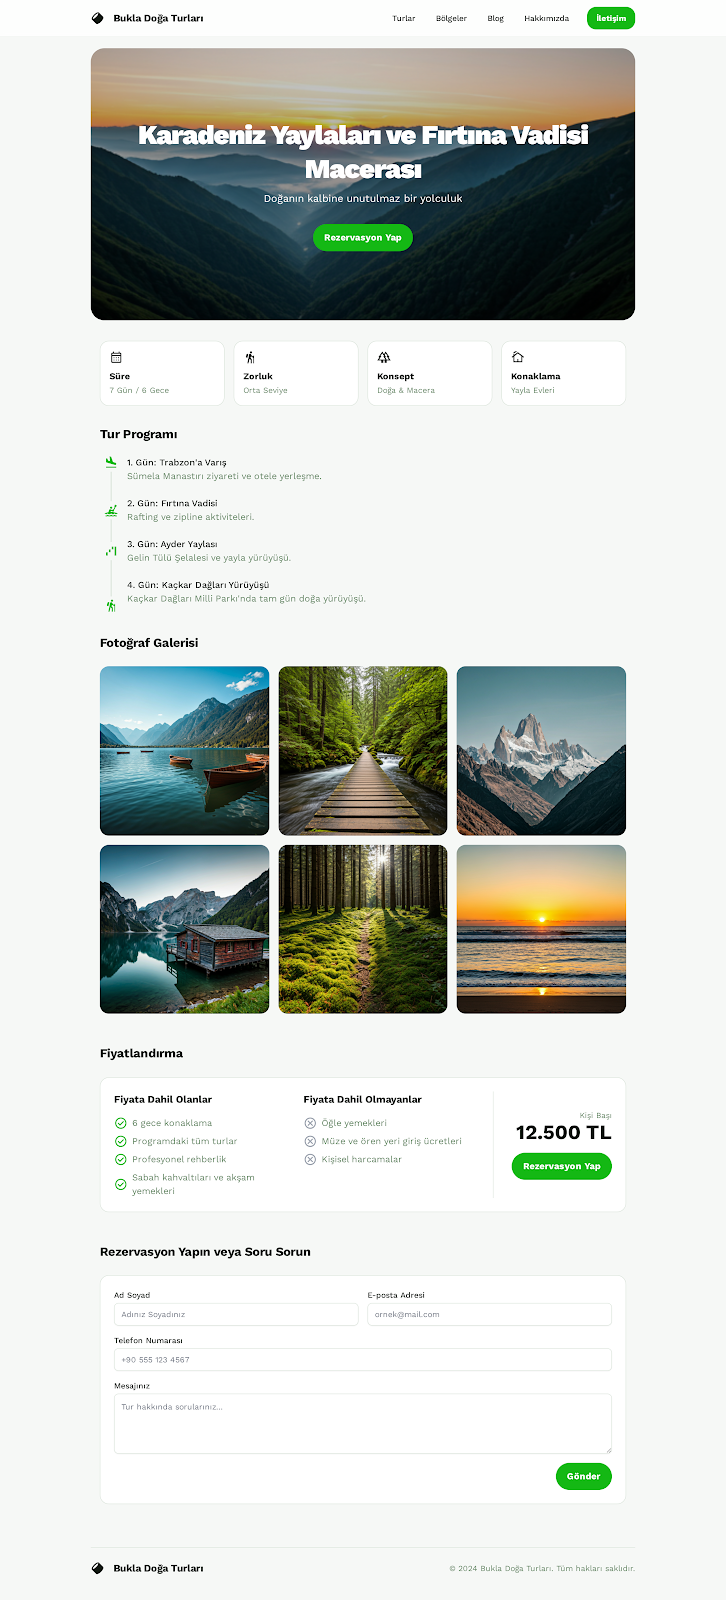 Bukla Doğa Turları
Turlar
Bölgeler
Blog
Hakkımızda
İletişim
Karadeniz Yaylaları ve Fırtına Vadisi
Macerası
Doğanın kalbine unutulmaz bir yolculuk
Rezervasyon Yap
Süre
7 Gün / 6 Gece
Zorluk
Orta Seviye
Konsept
Doğa & Macera
Konaklama
Yayla Evleri
Tur Programı
1. Gün: Trabzon'a Varış
Sümela Manastırı ziyareti ve otele yerleşme.
2. Gün: Fırtına Vadisi
Rafting ve zipline aktiviteleri.
3. Gün: Ayder Yaylası
Gelin Tülü Şelalesi ve yayla yürüyüşü.
4. Gün: Kaçkar Dağları Yürüyüşü
Kaçkar Dağları Milli Parkı'nda tam gün doğa yürüyüşü.
Fotoğraf Galerisi
Fiyatlandırma
Fiyata Dahil Olanlar
6 gece konaklama
Programdaki tüm turlar
Profesyonel rehberlik
Sabah kahvaltıları ve akşam
yemekleri
Fiyata Dahil Olmayanlar
Öğle yemekleri
Müze ve ören yeri giriş ücretleri
Kişisel harcamalar
Kişi Başı
12.500 TL
Rezervasyon Yap
Rezervasyon Yapın veya Soru Sorun
Ad Soyad
Adınız Soyadınız
E-posta Adresi
ornek@mail.com
Telefon Numarası
+90 555 123 4567
Mesajınız
Tur hakkında sorularınız...
Gönder
Bukla Doğa Turları
© 2024 Bukla Doğa Turları. Tüm hakları saklıdır.